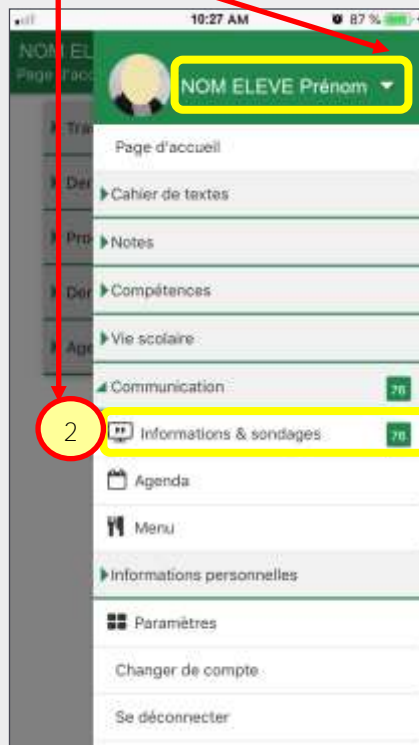 10:27 AM 87 %
NOM EL
Page d'acc
NOM ELEVE Prénom
Tra
Page d'accueil
Der
Cahier de textes
Pro
Notes
Der
Compétences
Age
Vie scolaire
Communication 76
2 Informations & sondages 76
Agenda
Menu
Informations personnelles
Paramètres
Changer de compte
Se déconnecter